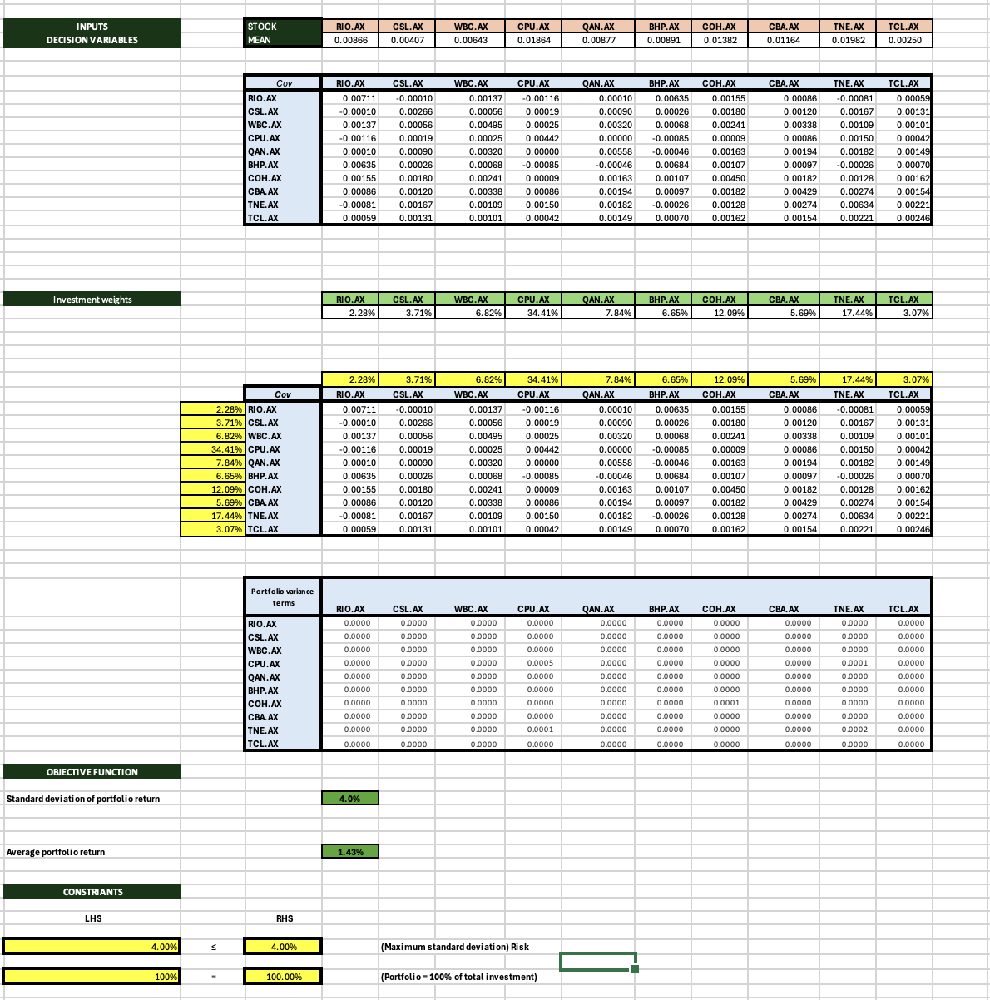 INPUTS STOCK RIO.AX CSL.AX WBC.AX CPU.AX QAN.AX BHP.AX COH.AX CBA.AX TNE.AX TCL.AX
DECISION VARIABLES MEAN 0.00866 0.00407 0.00643 0.01864 0.00877 0.00891 0.01382 0.01164 0.01982 0.00250
Cov RIO.AX CSL.AX WBC.AX CPU.AX QAN.AX BHP.AX COH.AX CBA.AX TNE.AX TCL.AX
RIO.AX 0.00711 -0.00010 0.00137 -0.00116 0.00010 0.00635 0.00155 0.00086 -0.00081 0.00059
CSL.AX -0.00010 0.00266 0.00056 0.00019 0.00090 0.00026 0.00180 0.00120 0.00167 0.00131
WBC.AX 0.00137 0.00056 0.00495 0.00025 0.00320 0.00068 0.00241 0.00338 0.00109 0.00101
CPU.AX -0.00116 0.00019 0.00025 0.00442 0.00000 -0.00085 0.00009 0.00086 0.00150 0.00042
QAN.AX 0.00010 0.00090 0.00320 0.00000 0.00558 -0.00046 0.00163 0.00194 0.00182 0.00149
BHP.AX 0.00635 0.00026 0.00068 -0.00085 -0.00046 0.00684 0.00107 0.00097 -0.00026 0.00070
COH.AX 0.00155 0.00180 0.00241 0.00009 0.00163 0.00107 0.00450 0.00182 0.00128 0.00162
CBA.AX 0.00086 0.00120 0.00338 0.00086 0.00194 0.00097 0.00182 0.00429 0.00274 0.00154
TNE.AX -0.00081 0.00167 0.00109 0.00150 0.00182 -0.00026 0.00128 0.00274 0.00634 0.00221
TCL.AX 0.00059 0.00131 0.00101 0.00042 0.00149 0.00070 0.00162 0.00154 0.00221 0.00246
Investment weights RIO.AX CSL.AX WBC.AX CPU.AX QAN.AX BHP.AX COH.AX CBA.AX TNE.AX TCL.AX
2.28% 3.71% 6.82% 34.41% 7.84% 6.65% 12.09% 5.69% 17.44% 3.07%
2.28% 3.71% 6.82% 34.41% 7.84% 6.65% 12.09% 5.69% 17.44% 3.07%
Cov RIO.AX CSL.AX WBC.AX CPU.AX QAN.AX BHP.AX COH.AX CBA.AX TNE.AX TCL.AX
2.28% RIO.AX 0.00711 -0.00010 0.00137 -0.00116 0.00010 0.00635 0.00155 0.00086 -0.00081 0.00059
3.71% CSL.AX -0.00010 0.00266 0.00056 0.00019 0.00090 0.00026 0.00180 0.00120 0.00167 0.00131
6.82% WBC.AX 0.00137 0.00056 0.00495 0.00025 0.00320 0.00068 0.00241 0.00338 0.00109 0.00101
34.41% CPU.AX -0.00116 0.00019 0.00025 0.00442 0.00000 -0.00085 0.00009 0.00086 0.00150 0.00042
7.84% QAN.AX 0.00010 0.00090 0.00320 0.00000 0.00558 -0.00046 0.00163 0.00194 0.00182 0.00149
6.65% BHP.AX 0.00635 0.00026 0.00068 -0.00085 -0.00046 0.00684 0.00107 0.00097 -0.00026 0.00070
12.09% COH.AX 0.00155 0.00180 0.00241 0.00009 0.00163 0.00107 0.00450 0.00182 0.00128 0.00162
5.69% CBA.AX 0.00086 0.00120 0.00338 0.00086 0.00194 0.00097 0.00182 0.00429 0.00274 0.00154
17.44% TNE.AX -0.00081 0.00167 0.00109 0.00150 0.00182 -0.00026 0.00128 0.00274 0.00634 0.00221
3.07% TCL.AX 0.00059 0.00131 0.00101 0.00042 0.00149 0.00070 0.00162 0.00154 0.00221 0.00246
Portfolio variance
terms RIO.AX CSL.AX WBC.AX CPU.AX QAN.AX BHP.AX COH.AX CBA.AX TNE.AX TCL.AX
RIO.AX 0.0000 0.0000 0.0000 0.0000 0.0000 0.0000 0.0000 0.0000 0.0000 0.0000
CSL.AX 0.0000 0.0000 0.0000 0.0000 0.0000 0.0000 0.0000 0.0000 0.0000 0.0000
WBC.AX 0.0000 0.0000 0.0000 0.0000 0.0000 0.0000 0.0000 0.0000 0.0000 0.0000
CPU.AX 0.0000 0.0000 0.0000 0.0005 0.0000 0.0000 0.0000 0.0000 0.0001 0.0000
QAN.AX 0.0000 0.0000 0.0000 0.0000 0.0000 0.0000 0.0000 0.0000 0.0000 0.0000
BHP.AX 0.0000 0.0000 0.0000 0.0000 0.0000 0.0000 0.0000 0.0000 0.0000 0.0000
COH.AX 0.0000 0.0000 0.0000 0.0000 0.0000 0.0000 0.0001 0.0000 0.0000 0.0000
CBA.AX 0.0000 0.0000 0.0000 0.0000 0.0000 0.0000 0.0000 0.0000 0.0000 0.0000
TNE.AX 0.0000 0.0000 0.0000 0.0001 0.0000 0.0000 0.0000 0.0000 0.0002 0.0000
TCL.AX 0.0000 0.0000 0.0000 0.0000 0.0000 0.0000 0.0000 0.0000 0.0000 0.0000
OBJECTIVE FUNCTION
Standard deviation of portfolio return 4.0%
Average portfolio return 1.43%
CONSTRIANTS
LHS RHS
4.00% ≤ 4.00% (Maximum standard deviation) Risk
100% = 100.00% (Portfolio = 100% of total investment)